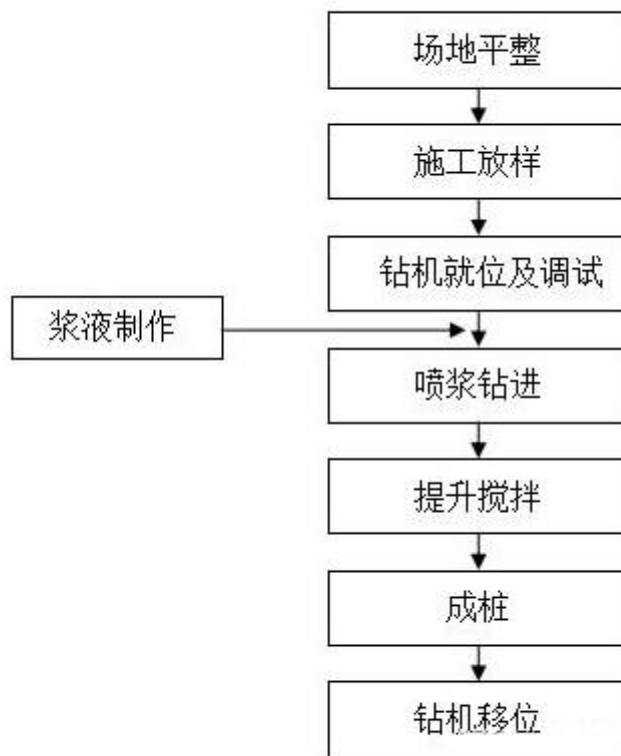 场地平整
施工放样
钻机就位及调试
浆液制作
喷浆钻进
提升搅拌
成桩
钻机移位